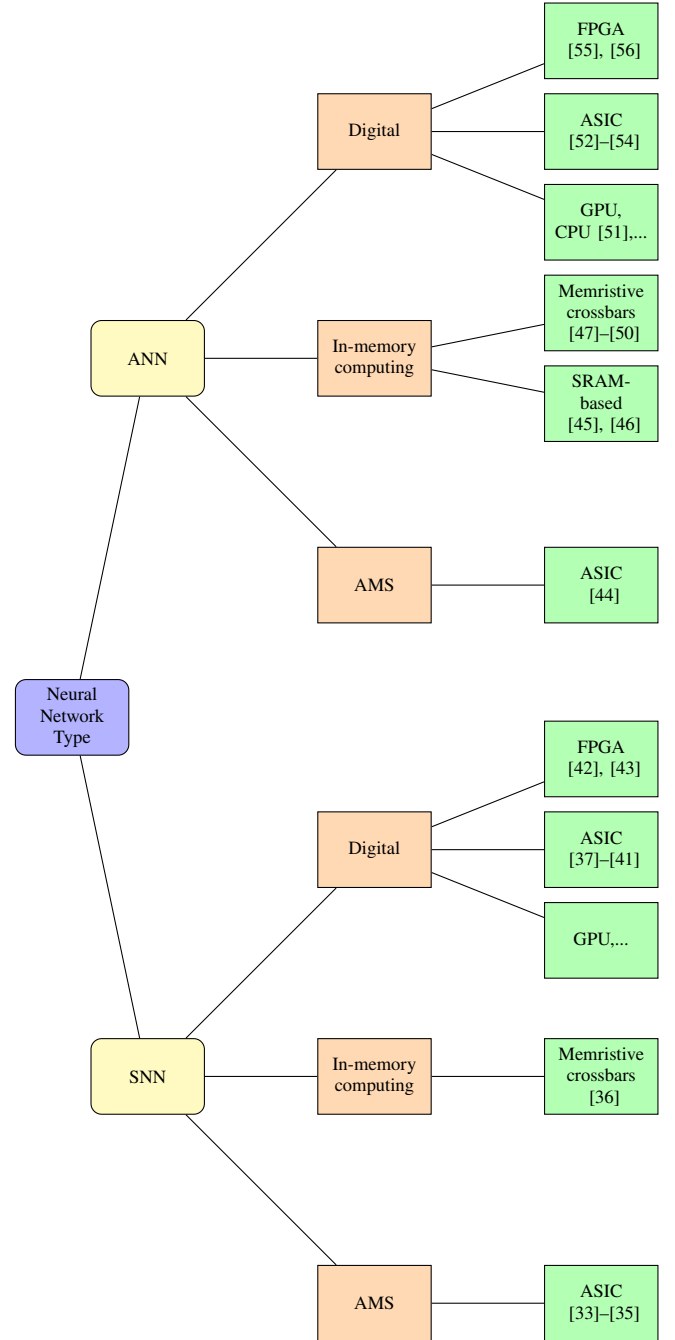 FPGA
[55], [56]
Digital
ASIC
[52]–[54]
GPU,
CPU [51],...
Memristive
crossbars
[47]–[50]
ANN
In-memory
computing
SRAM-
based
[45], [46]
AMS
ASIC
[44]
Neural
Network
Type
FPGA
[42], [43]
Digital
ASIC
[37]–[41]
GPU,...
SNN
In-memory
computing
Memristive
crossbars
[36]
AMS
ASIC
[33]–[35]